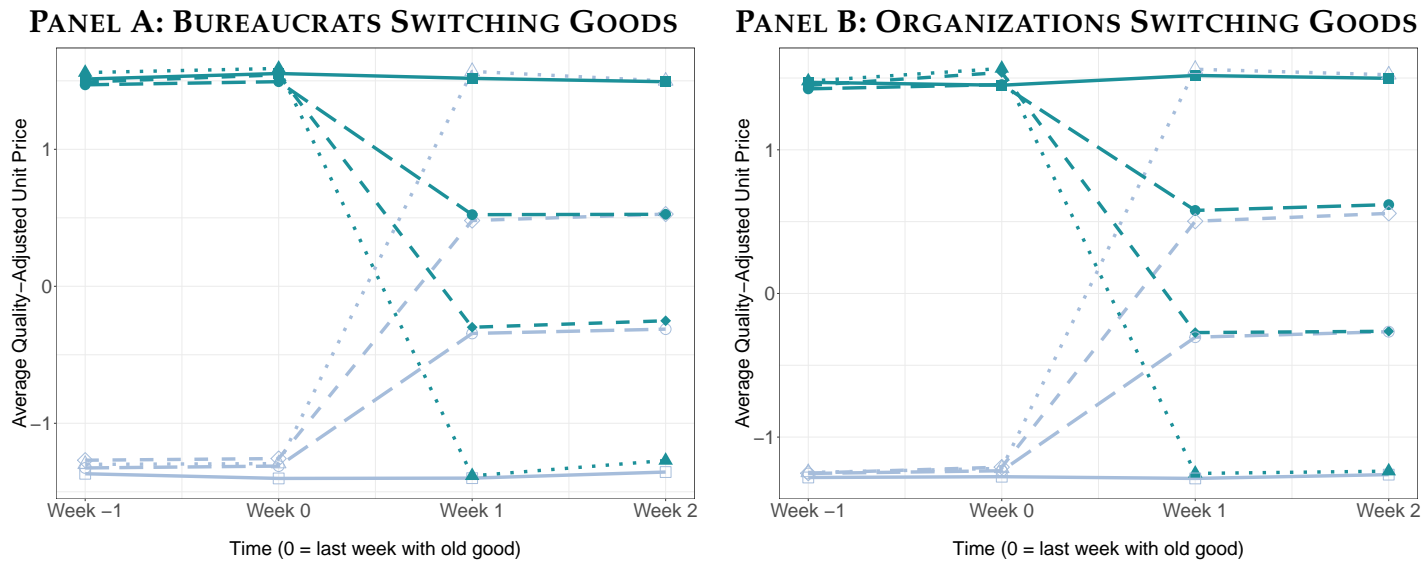 PANEL A: BUREAUCRATS SWITCHING GOODS
Average Quality−Adjusted Unit Price
1
0
−1
Week −1 Week 0 Week 1 Week 2
Time (0 = last week with old good)
PANEL B: ORGANIZATIONS SWITCHING GOODS
Average Quality−Adjusted Unit Price
1
0
−1
Week −1 Week 0 Week 1 Week 2
Time (0 = last week with old good)